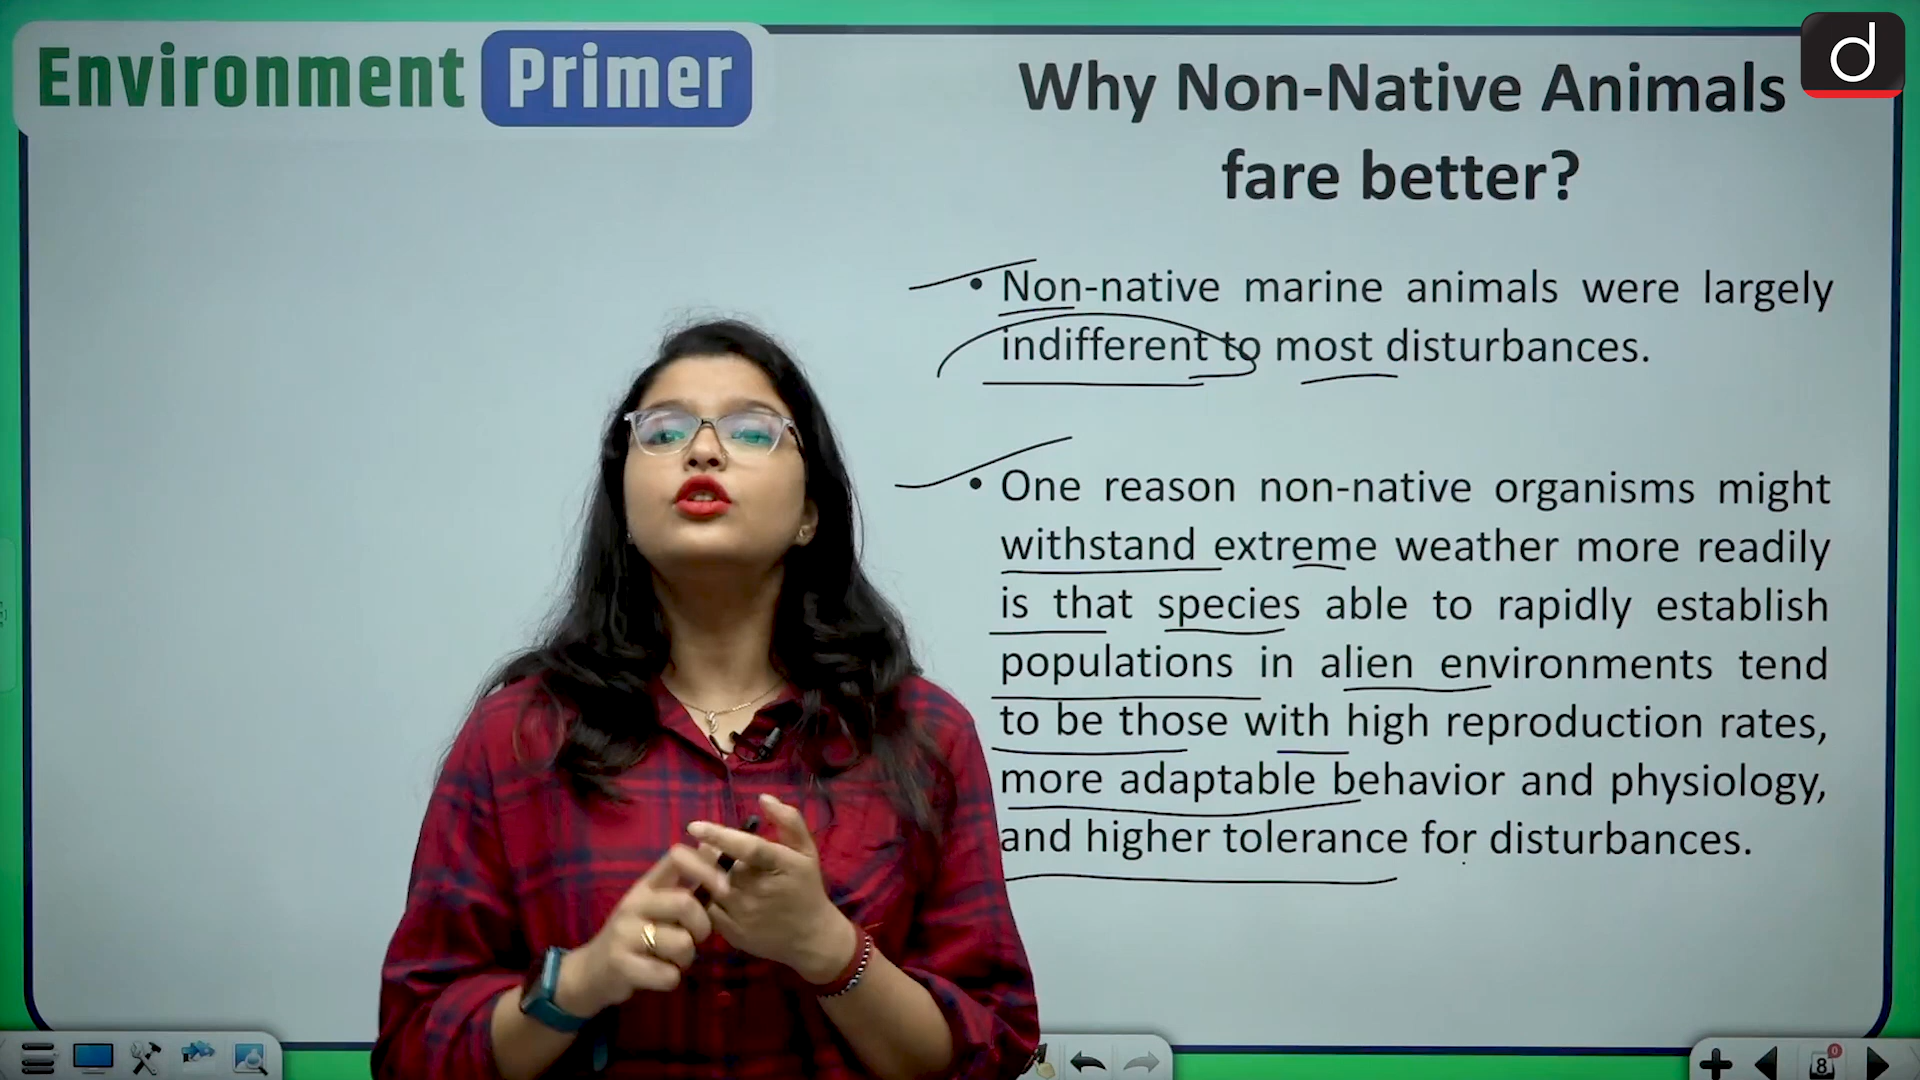 Environment Primer
d
Why Non-Native Animals
fare better?
• Non-native marine animals were largely
indifferent to most disturbances.
• One reason non-native organisms might
withstand extreme weather more readily
is that species able to rapidly establish
populations in alien environments tend
to be those with high reproduction rates,
more adaptable behavior and physiology,
and higher tolerance for disturbances.
8
0